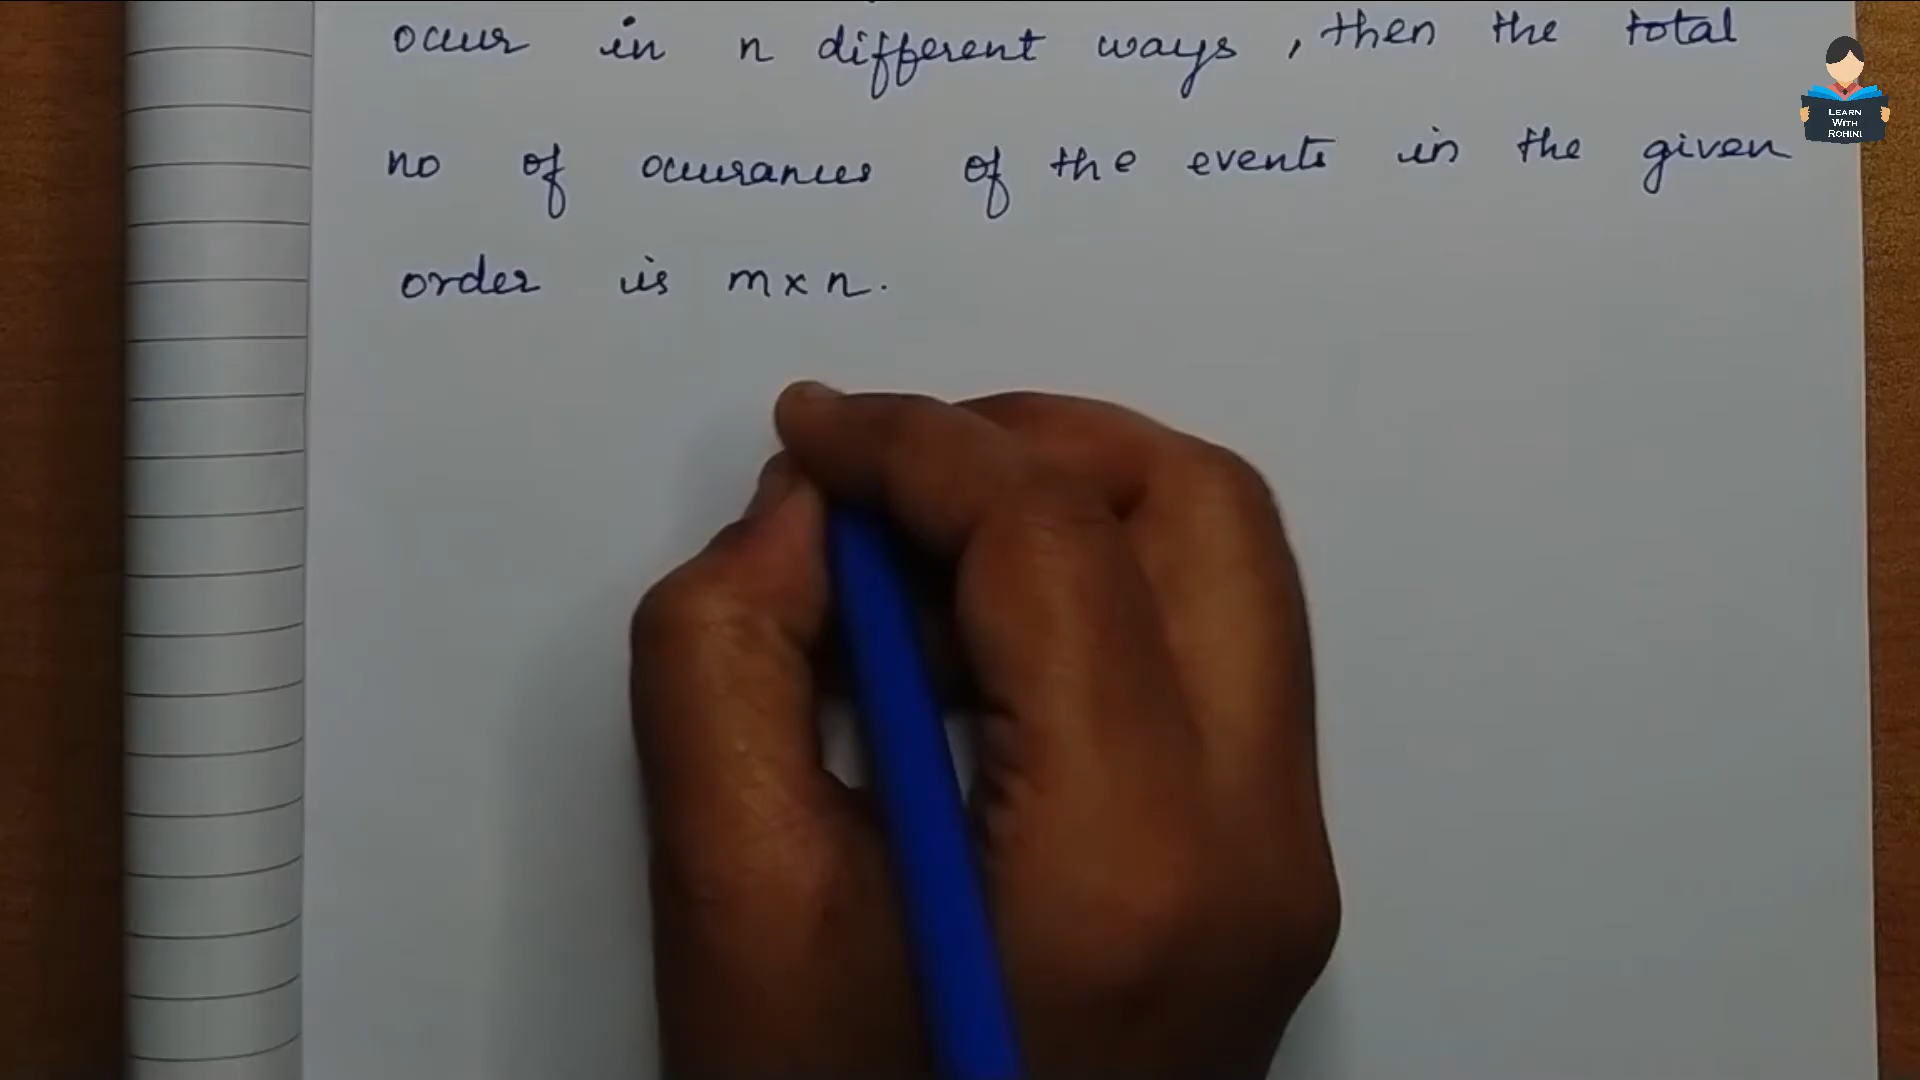 occur in n different ways, then the total
no of occurances of the events in the given
order is m x n.
LEARN
WITH
ROHINI